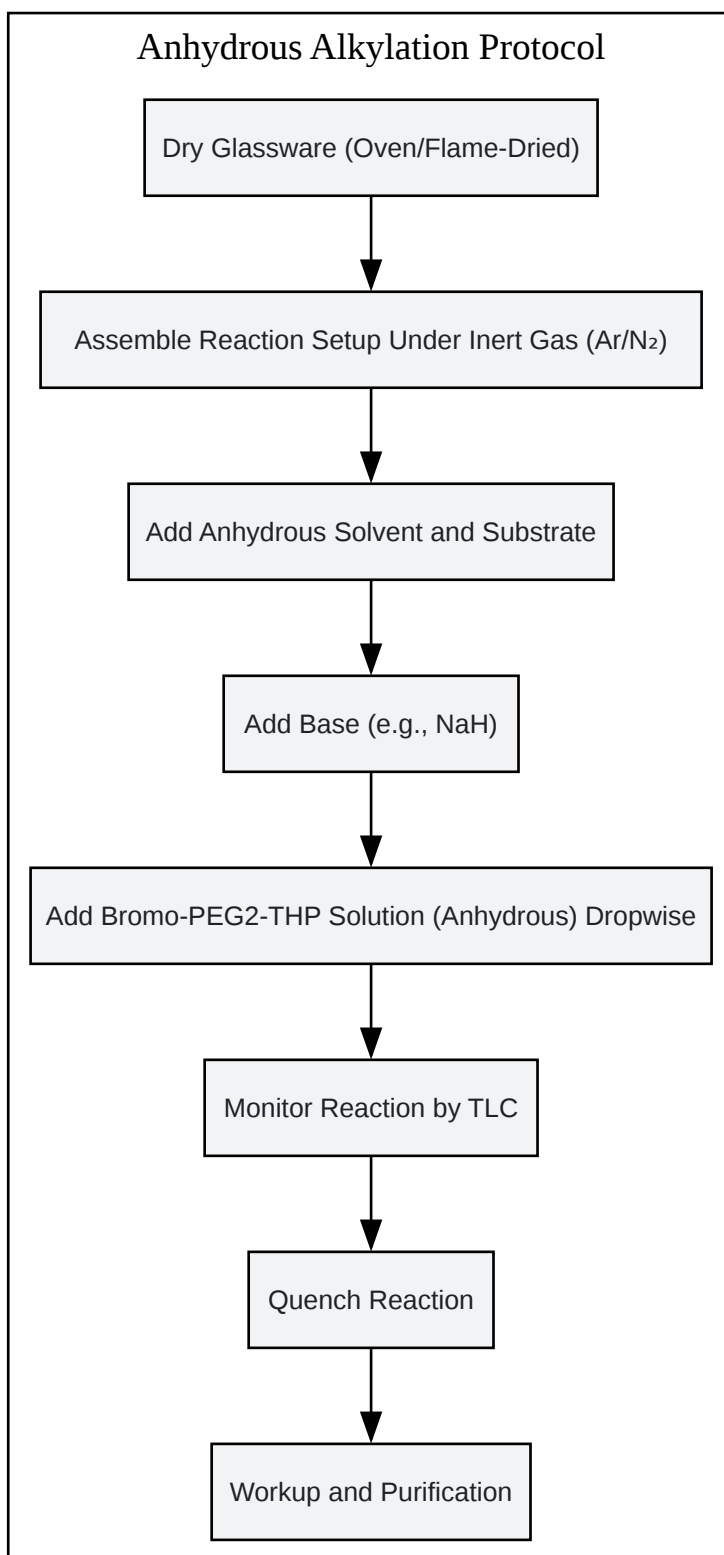 Anhydrous Alkylation Protocol
Dry Glassware (Oven/Flame-Dried)
Assemble Reaction Setup Under Inert Gas (Ar/N₂)
Add Anhydrous Solvent and Substrate
Add Base (e.g., NaH)
Add Bromo-PEG2-THP Solution (Anhydrous) Dropwise
Monitor Reaction by TLC
Quench Reaction
Workup and Purification